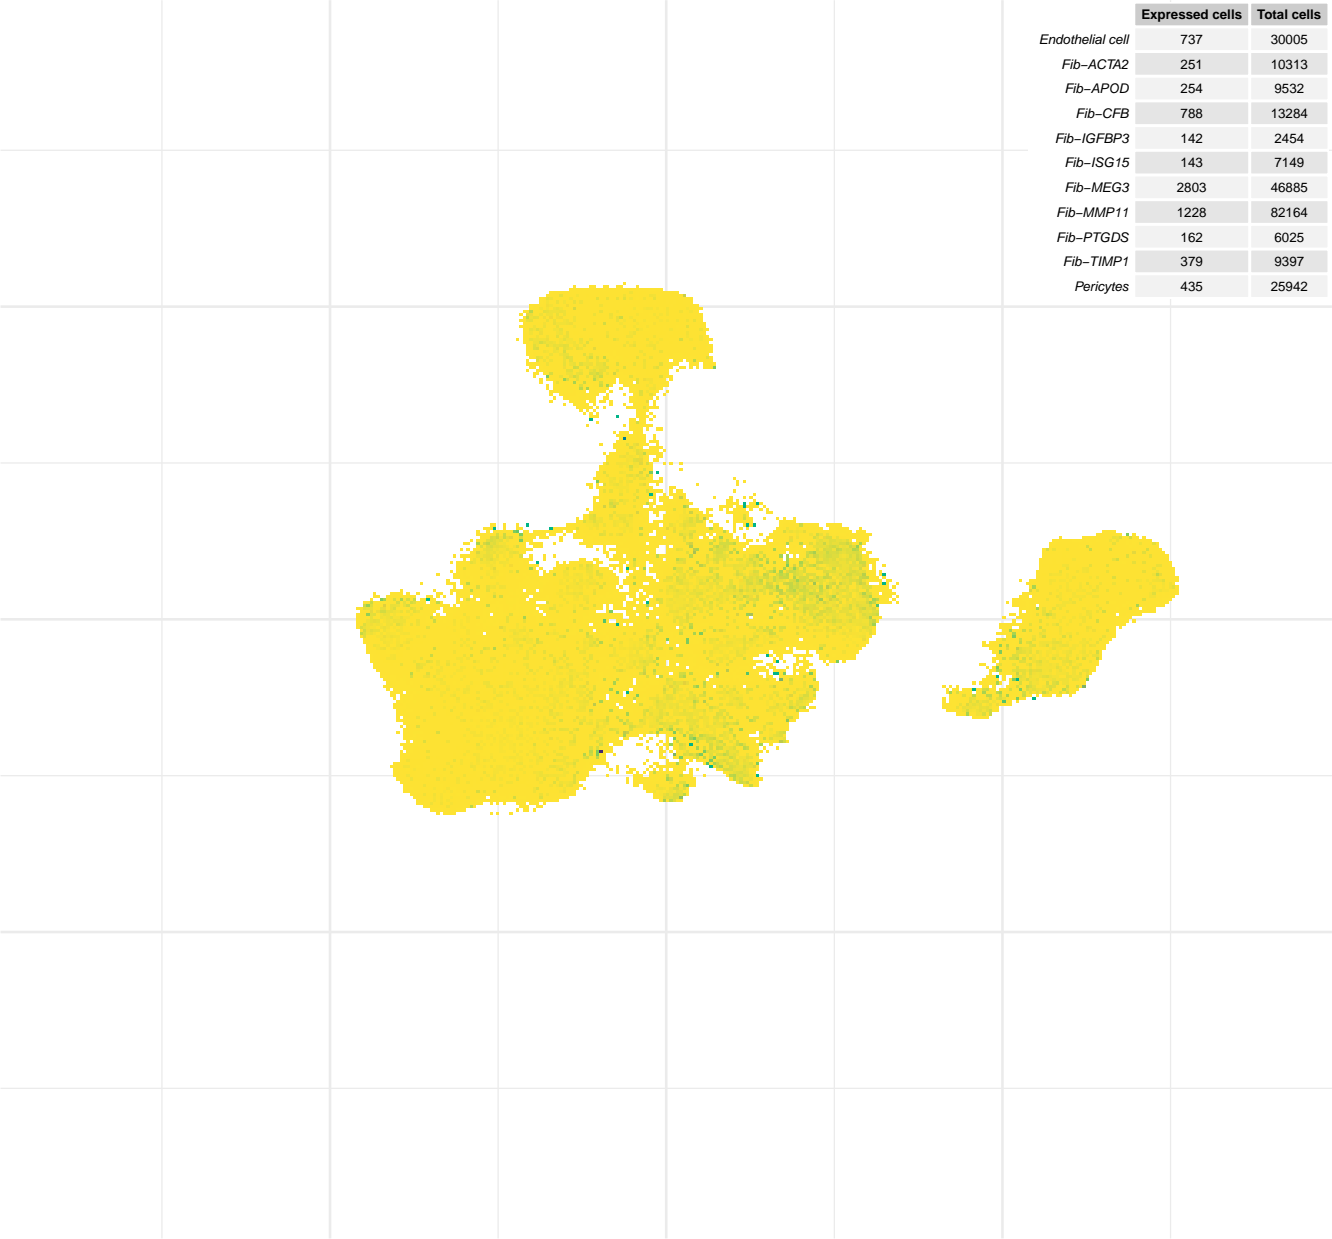 Expressed cells Total cells
Endothelial cell 737 30005
Fib−ACTA2 251 10313
Fib−APOD 254 9532
Fib−CFB 788 13284
Fib−IGFBP3 142 2454
Fib−ISG15 143 7149
Fib−MEG3 2803 46885
Fib−MMP11 1228 82164
Fib−PTGDS 162 6025
Fib−TIMP1 379 9397
Pericytes 435 25942